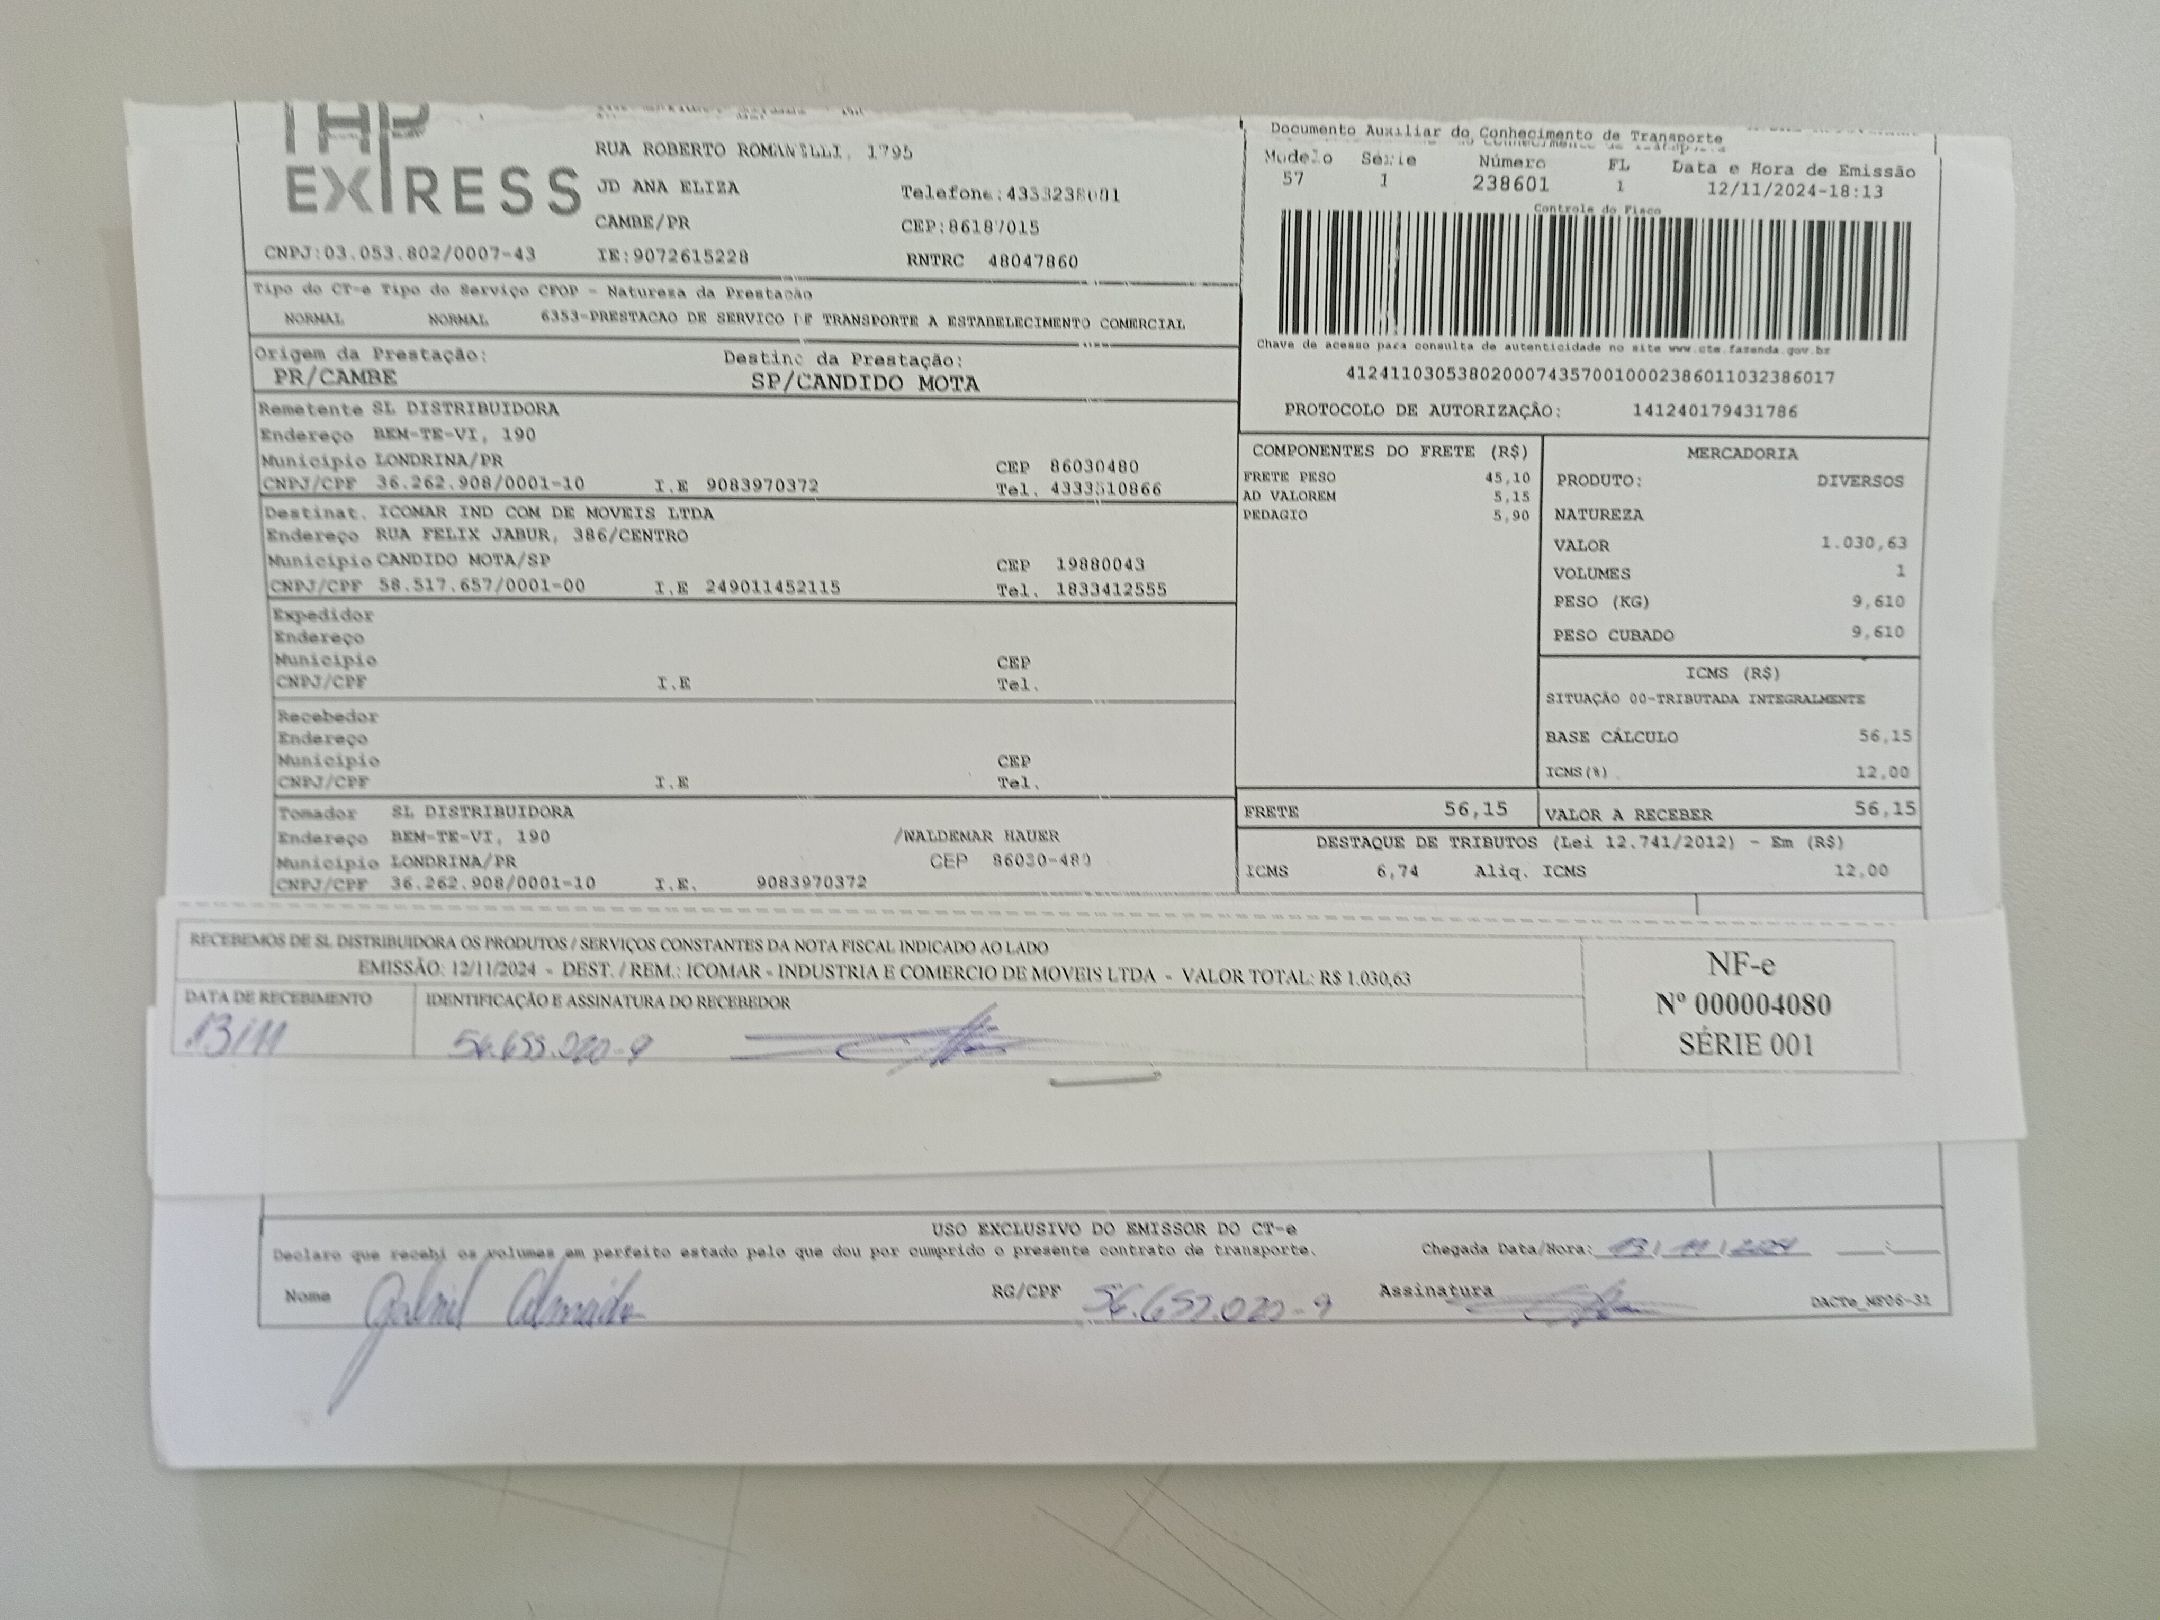 TAP
EXPRESS
RUA ROBERTO ROMANELLI, 1795
JD ANA ELIZA Telefone:4333238001
CAMBE/PR CEP:86187015
CNPJ:03.053.802/0007-43 IE:9072615228 RNTRC 48047860
Tipo do CT-e Tipo do Serviço CFOP - Natureza da Prestação
NORMAL NORMAL 6353-PRESTACAO DE SERVICO DE TRANSPORTE A ESTABELECIMENTO COMERCIAL
Origem da Prestação: Destino da Prestação:
PR/CAMBE SP/CANDIDO MOTA
Remetente SL DISTRIBUIDORA
Endereço BEM-TE-VI, 190
Município LONDRINA/PR CEP 86030480
CNPJ/CPF 36.262.908/0001-10 I.E 9083970372 Tel. 4333510866
Destinat. ICOMAR IND COM DE MOVEIS LTDA
Endereço RUA FELIX JABUR, 386/CENTRO
Município CANDIDO MOTA/SP CEP 19880043
CNPJ/CPF 58.517.657/0001-00 I.E 249011452115 Tel. 1833412555
Expedidor
Endereço
Município CEP
CNPJ/CPF I.E Tel.
Recebedor
Endereço
Município CEP
CNPJ/CPF I.E Tel.
Tomador SL DISTRIBUIDORA
Endereço BEM-TE-VI, 190 /WALDEMAR HAUER
Município LONDRINA/PR CEP 86030-480
CNPJ/CPF 36.262.908/0001-10 I.E. 9083970372
Documento Auxiliar do Conhecimento de Transporte
Modelo Série Número FL Data e Hora de Emissão
57 1 238601 1 12/11/2024-18:13
Controle do Fisco
Chave de acesso para consulta de autenticidade no site www.cte.fazenda.gov.br
41241103053802000743570010002386011032386017
PROTOCOLO DE AUTORIZAÇÃO: 141240179431786
COMPONENTES DO FRETE (R$)
FRETE PESO 45,10
AD VALOREM 5,15
PEDAGIO 5,90
MERCADORIA
PRODUTO: DIVERSOS
NATUREZA
VALOR 1.030,63
VOLUMES 1
PESO (KG) 9,610
PESO CUBADO 9,610
ICMS (R$)
SITUAÇÃO 00-TRIBUTADA INTEGRALMENTE
BASE CÁLCULO 56,15
ICMS(%) 12,00
FRETE 56,15 VALOR A RECEBER 56,15
DESTAQUE DE TRIBUTOS (Lei 12.741/2012) - Em (R$)
ICMS 6,74 Aliq. ICMS 12,00
RECEBEMOS DE SL DISTRIBUIDORA OS PRODUTOS / SERVIÇOS CONSTANTES DA NOTA FISCAL INDICADO AO LADO
EMISSÃO: 12/11/2024 - DEST. / REM.: ICOMAR - INDUSTRIA E COMERCIO DE MOVEIS LTDA - VALOR TOTAL: R$ 1.030,63
DATA DE RECEBIMENTO IDENTIFICAÇÃO E ASSINATURA DO RECEBEDOR
13/11 56.653.020-9
NF-e
Nº 000004080
SÉRIE 001
USO EXCLUSIVO DO EMISSOR DO CT-e
Declaro que recebi os volumes em perfeito estado pelo que dou por cumprido o presente contrato de transporte. Chegada Data/Hora: 13/11/2024 __:__
Nome Gabriel Almeida RG/CPF 56.653.020-9 Assinatura
DACTe_MF06-31